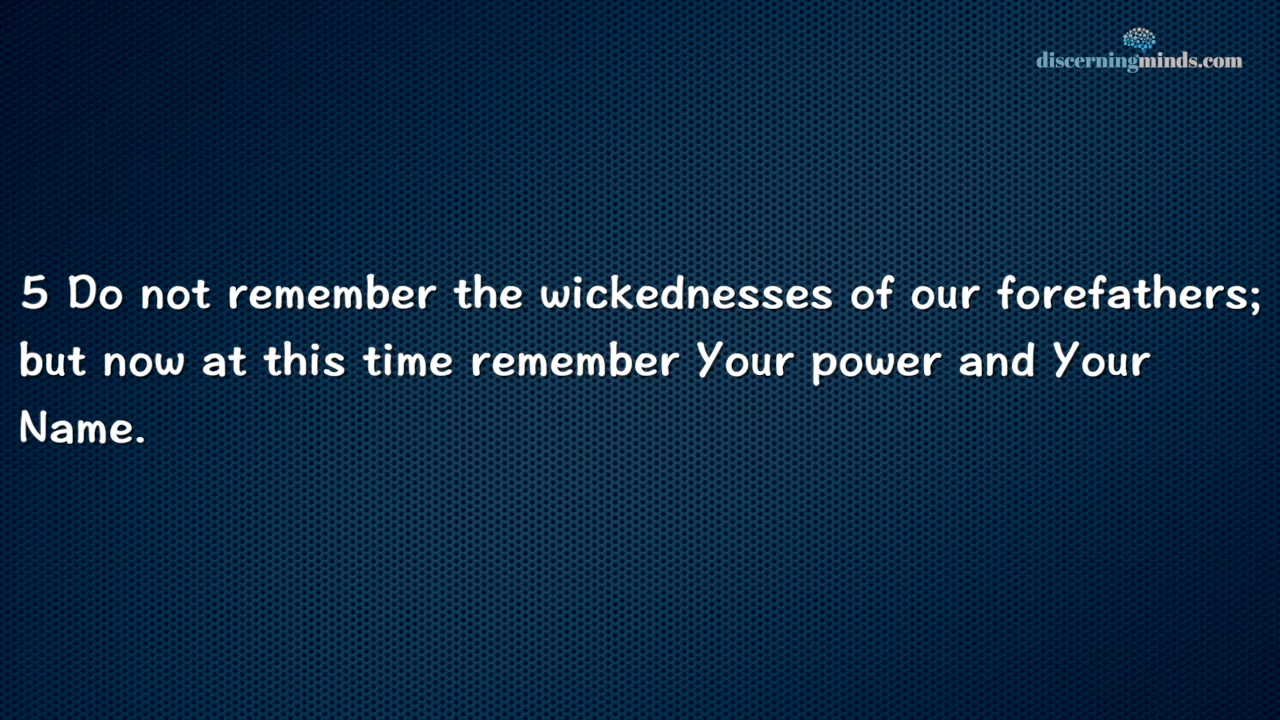 discerningminds.com
5 Do not remember the wickednesses of our forefathers;
but now at this time remember Your power and Your
Name.